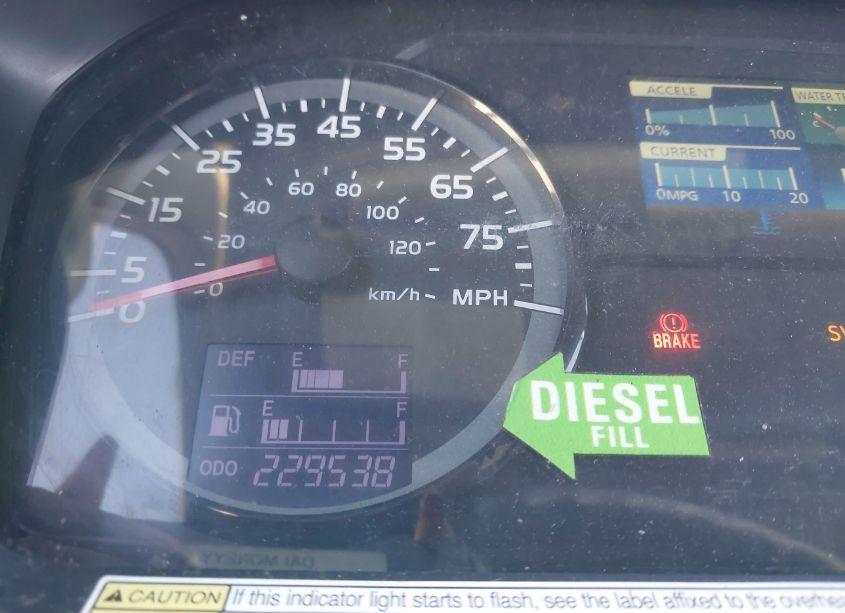 ACCELE
WATER TE
0% 100
CURRENT
0MPG 10 20
0 5 15 25 35 45 55 65 75 MPH
0 20 40 60 80 100 120 km/h
BRAKE
DEF E F
E F
ODO 229538
DIESEL
FILL
CAUTION If this indicator light starts to flash, see the label affixed to the overhe